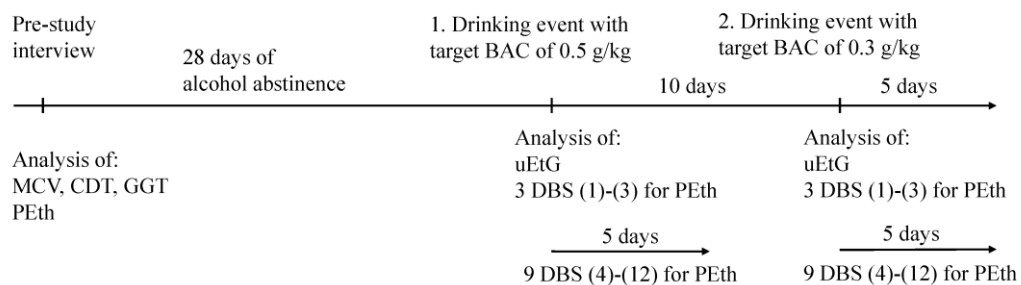 Pre-study
interview
28 days of
alcohol abstinence
1. Drinking event with
target BAC of 0.5 g/kg
2. Drinking event with
target BAC of 0.3 g/kg
10 days
5 days
Analysis of:
MCV, CDT, GGT
PEth
Analysis of:
uEtG
3 DBS (1)-(3) for PEth
Analysis of:
uEtG
3 DBS (1)-(3) for PEth
5 days
9 DBS (4)-(12) for PEth
5 days
9 DBS (4)-(12) for PEth